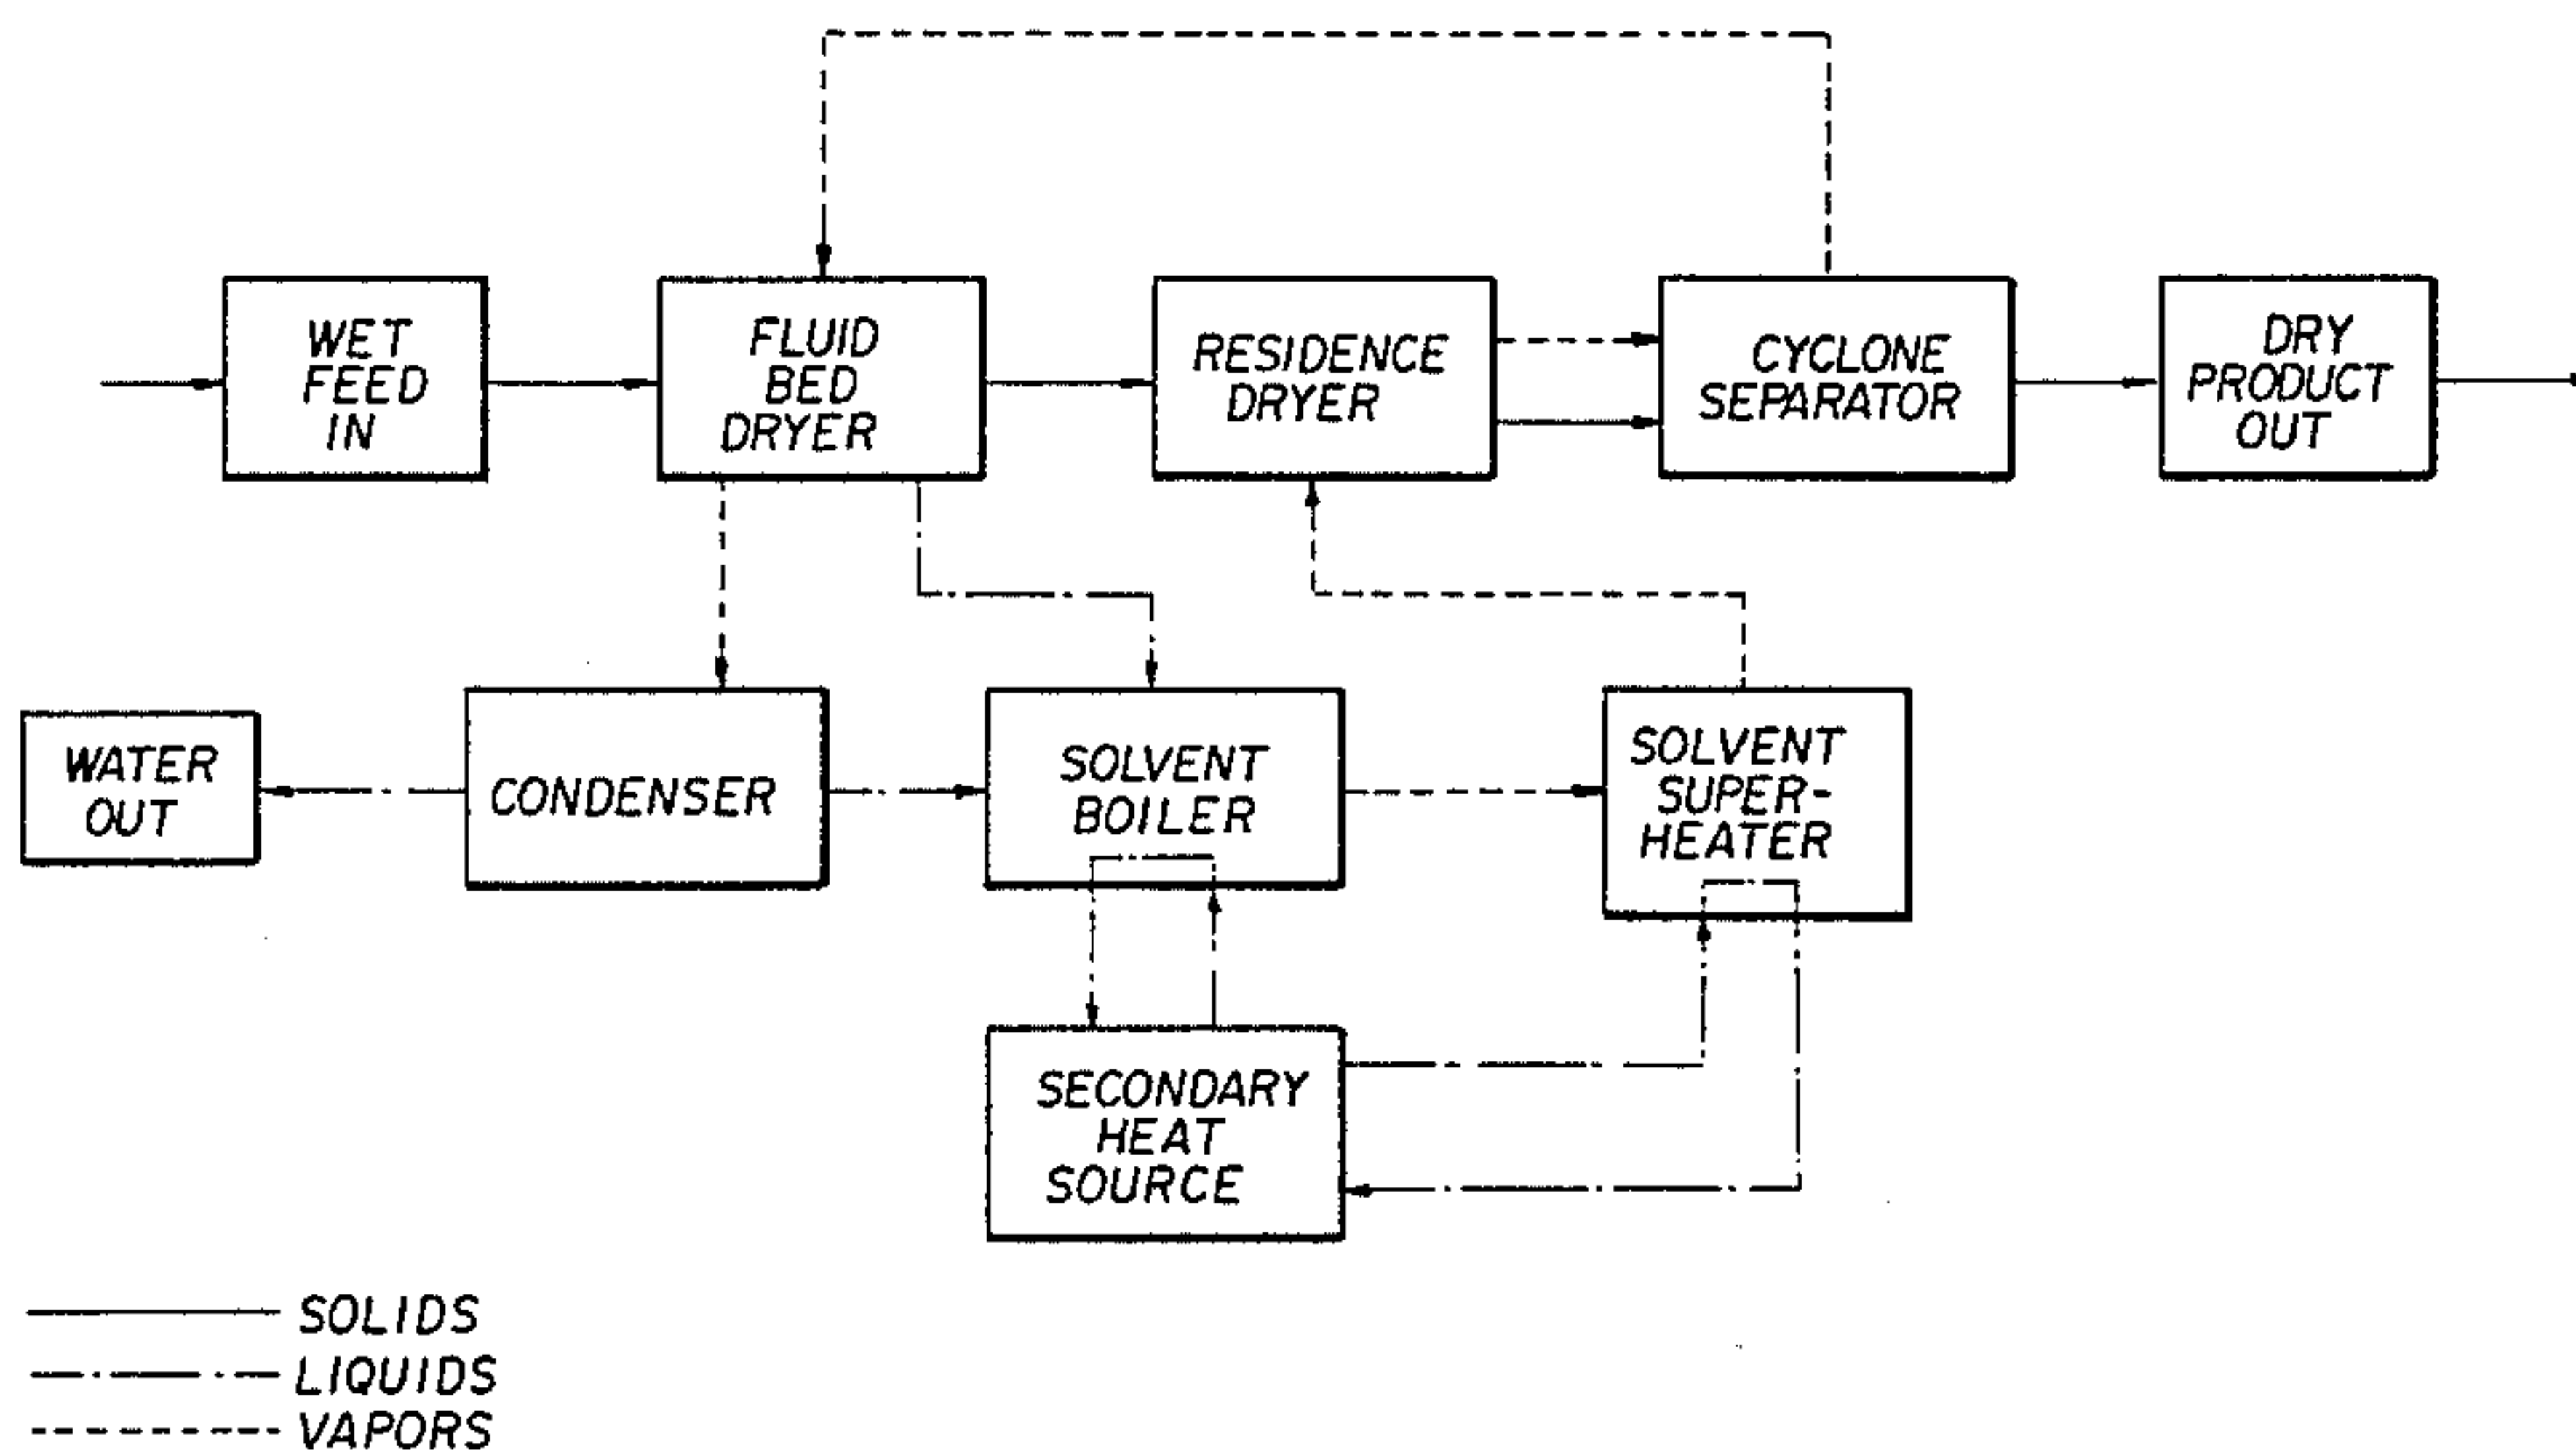 WET
FEED
IN
FLUID
BED
DRYER
RESIDENCE
DRYER
CYCLONE
SEPARATOR
DRY
PRODUCT
OUT
WATER
OUT
CONDENSER
SOLVENT
BOILER
SOLVENT
SUPER-
HEATER
SECONDARY
HEAT
SOURCE
SOLIDS
LIQUIDS
VAPORS